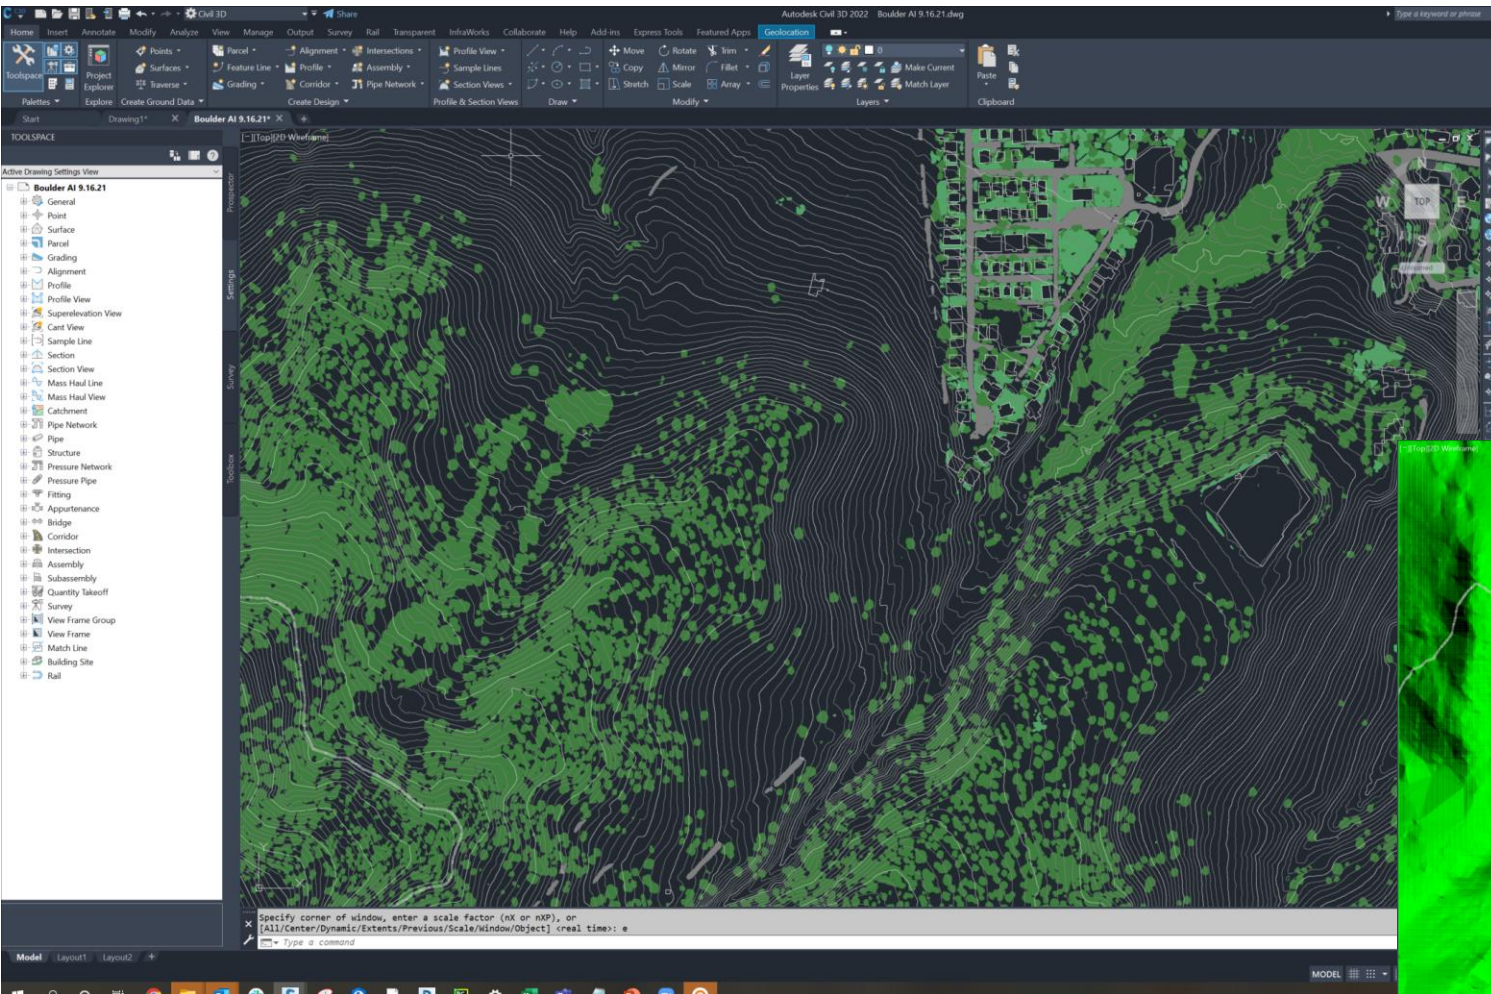 Civil 3D
Share
Autodesk Civil 3D 2022 Boulder AI 9.16.21.dwg
Type a keyword or phrase
Home Insert Annotate Modify Analyze View Manage Output Survey Rail Transparent InfraWorks Collaborate Help Add-ins Express Tools Featured Apps Geolocation
Toolspace
Project Explorer
Points
Surfaces
Traverse
Parcel
Feature Line
Grading
Alignment
Profile
Corridor
Intersections
Assembly
Pipe Network
Profile View
Sample Lines
Section Views
Move
Copy
Stretch
Rotate
Mirror
Scale
Trim
Fillet
Array
Layer Properties
0
Make Current
Match Layer
Paste
Palettes Explore Create Ground Data Create Design Profile & Section Views Draw Modify Layers Clipboard
Start Drawing1* Boulder AI 9.16.21*
TOOLSPACE
Active Drawing Settings View
Boulder AI 9.16.21
General
Point
Surface
Parcel
Grading
Alignment
Profile
Profile View
Superelevation View
Cant View
Sample Line
Section
Section View
Mass Haul Line
Mass Haul View
Catchment
Pipe Network
Pipe
Structure
Pressure Network
Pressure Pipe
Fitting
Appurtenance
Bridge
Corridor
Intersection
Assembly
Subassembly
Quantity Takeoff
Survey
View Frame Group
View Frame
Match Line
Building Site
Rail
Prospector
Settings
Survey
Toolbox
[-][Top][2D Wireframe]
N
W TOP E
S
[-][Top][2D Wireframe]
Specify corner of window, enter a scale factor (nX or nXP), or
[All/Center/Dynamic/Extents/Previous/Scale/Window/Object] <real time>: e
Type a command
Model Layout1 Layout2 +
MODEL